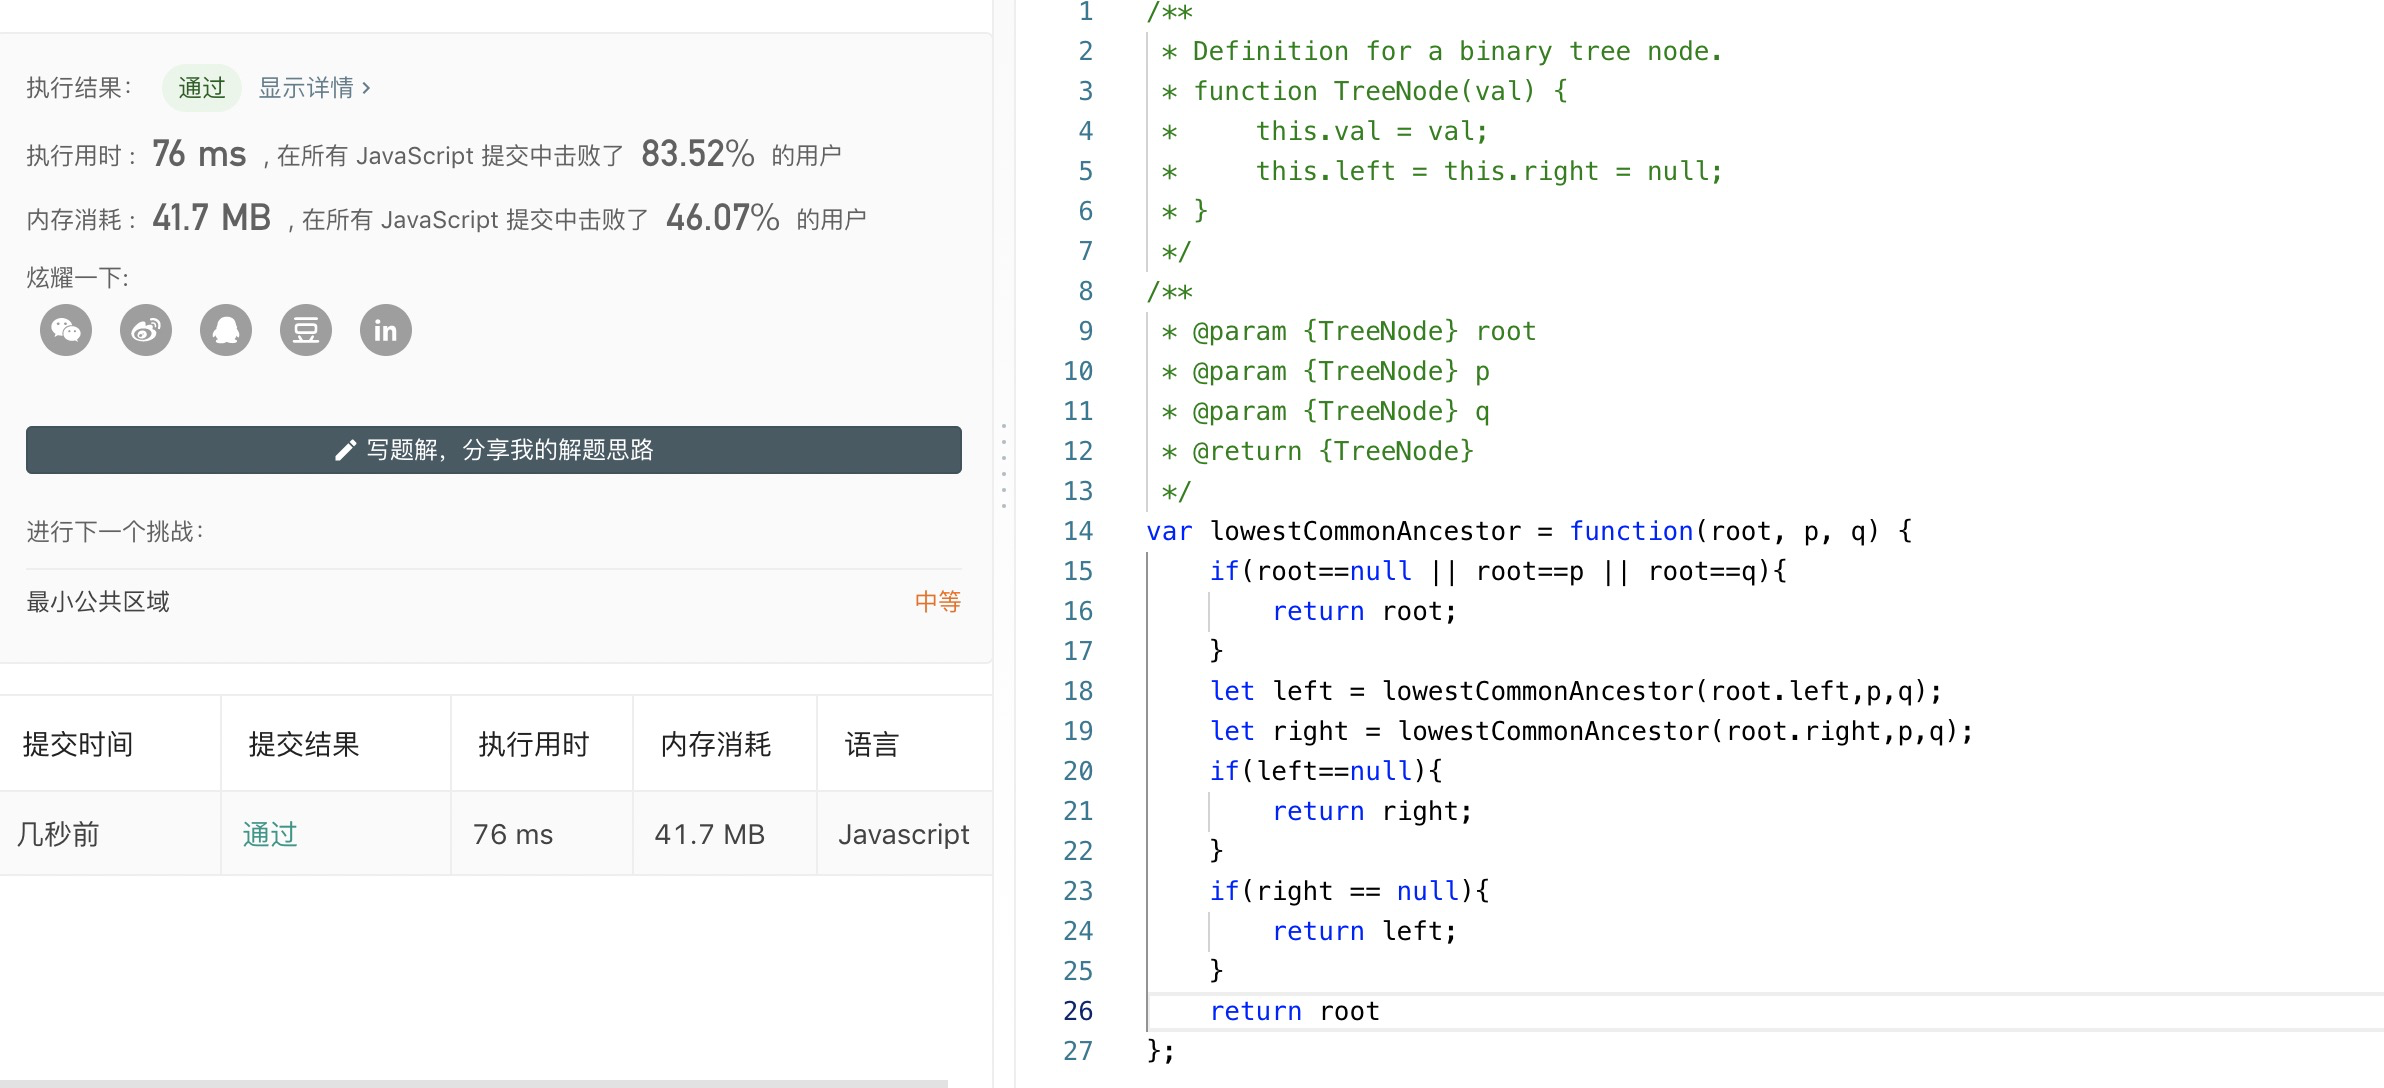 执行结果： 通过 显示详情 ›
执行用时 : 76 ms , 在所有 JavaScript 提交中击败了 83.52% 的用户
内存消耗 : 41.7 MB , 在所有 JavaScript 提交中击败了 46.07% 的用户
炫耀一下:
豆 in
写题解，分享我的解题思路
进行下一个挑战：
最小公共区域 中等
提交时间 提交结果 执行用时 内存消耗 语言
几秒前 通过 76 ms 41.7 MB Javascript
1 /**
2  * Definition for a binary tree node.
3  * function TreeNode(val) {
4  *     this.val = val;
5  *     this.left = this.right = null;
6  * }
7  */
8 /**
9  * @param {TreeNode} root
10  * @param {TreeNode} p
11  * @param {TreeNode} q
12  * @return {TreeNode}
13  */
14 var lowestCommonAncestor = function(root, p, q) {
15     if(root==null || root==p || root==q){
16         return root;
17     }
18     let left = lowestCommonAncestor(root.left,p,q);
19     let right = lowestCommonAncestor(root.right,p,q);
20     if(left==null){
21         return right;
22     }
23     if(right == null){
24         return left;
25     }
26     return root
27 };